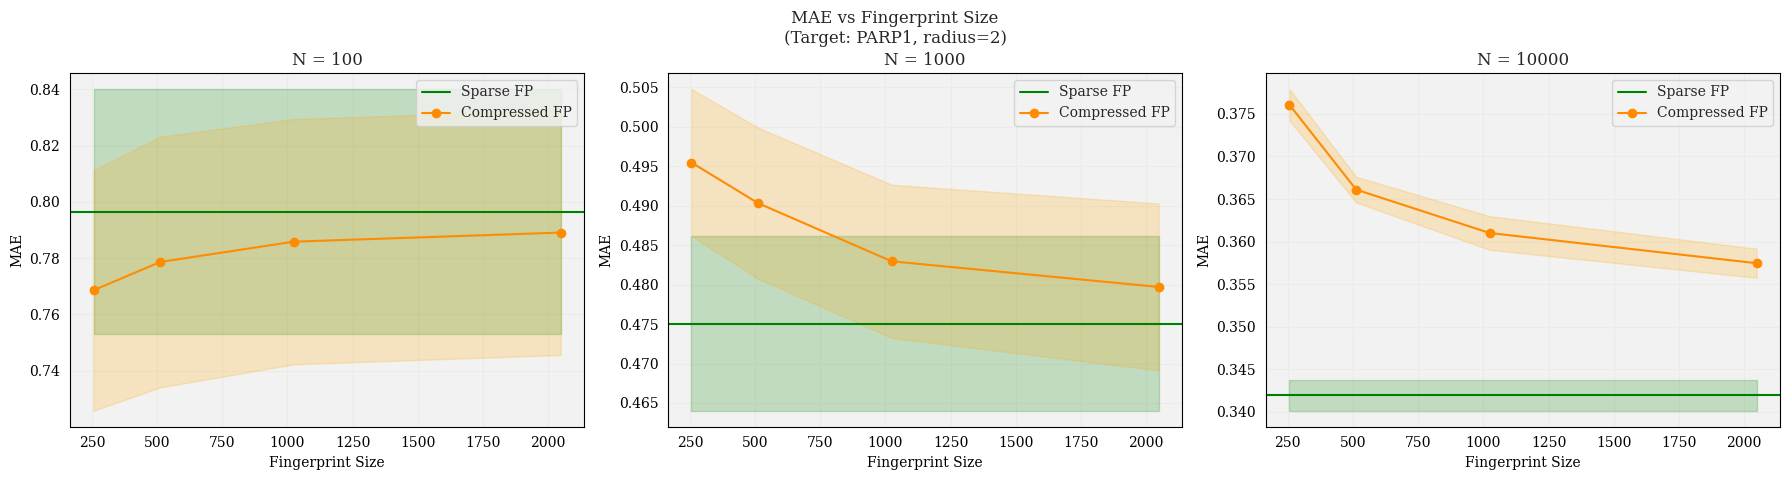 MAE vs Fingerprint Size
(Target: PARP1, radius=2)
N = 100
MAE
0.84
0.82
0.80
0.78
0.76
0.74
Sparse FP
Compressed FP
250 500 750 1000 1250 1500 1750 2000
Fingerprint Size
N = 1000
MAE
0.505
0.500
0.495
0.490
0.485
0.480
0.475
0.470
0.465
Sparse FP
Compressed FP
250 500 750 1000 1250 1500 1750 2000
Fingerprint Size
N = 10000
MAE
0.375
0.370
0.365
0.360
0.355
0.350
0.345
0.340
Sparse FP
Compressed FP
250 500 750 1000 1250 1500 1750 2000
Fingerprint Size